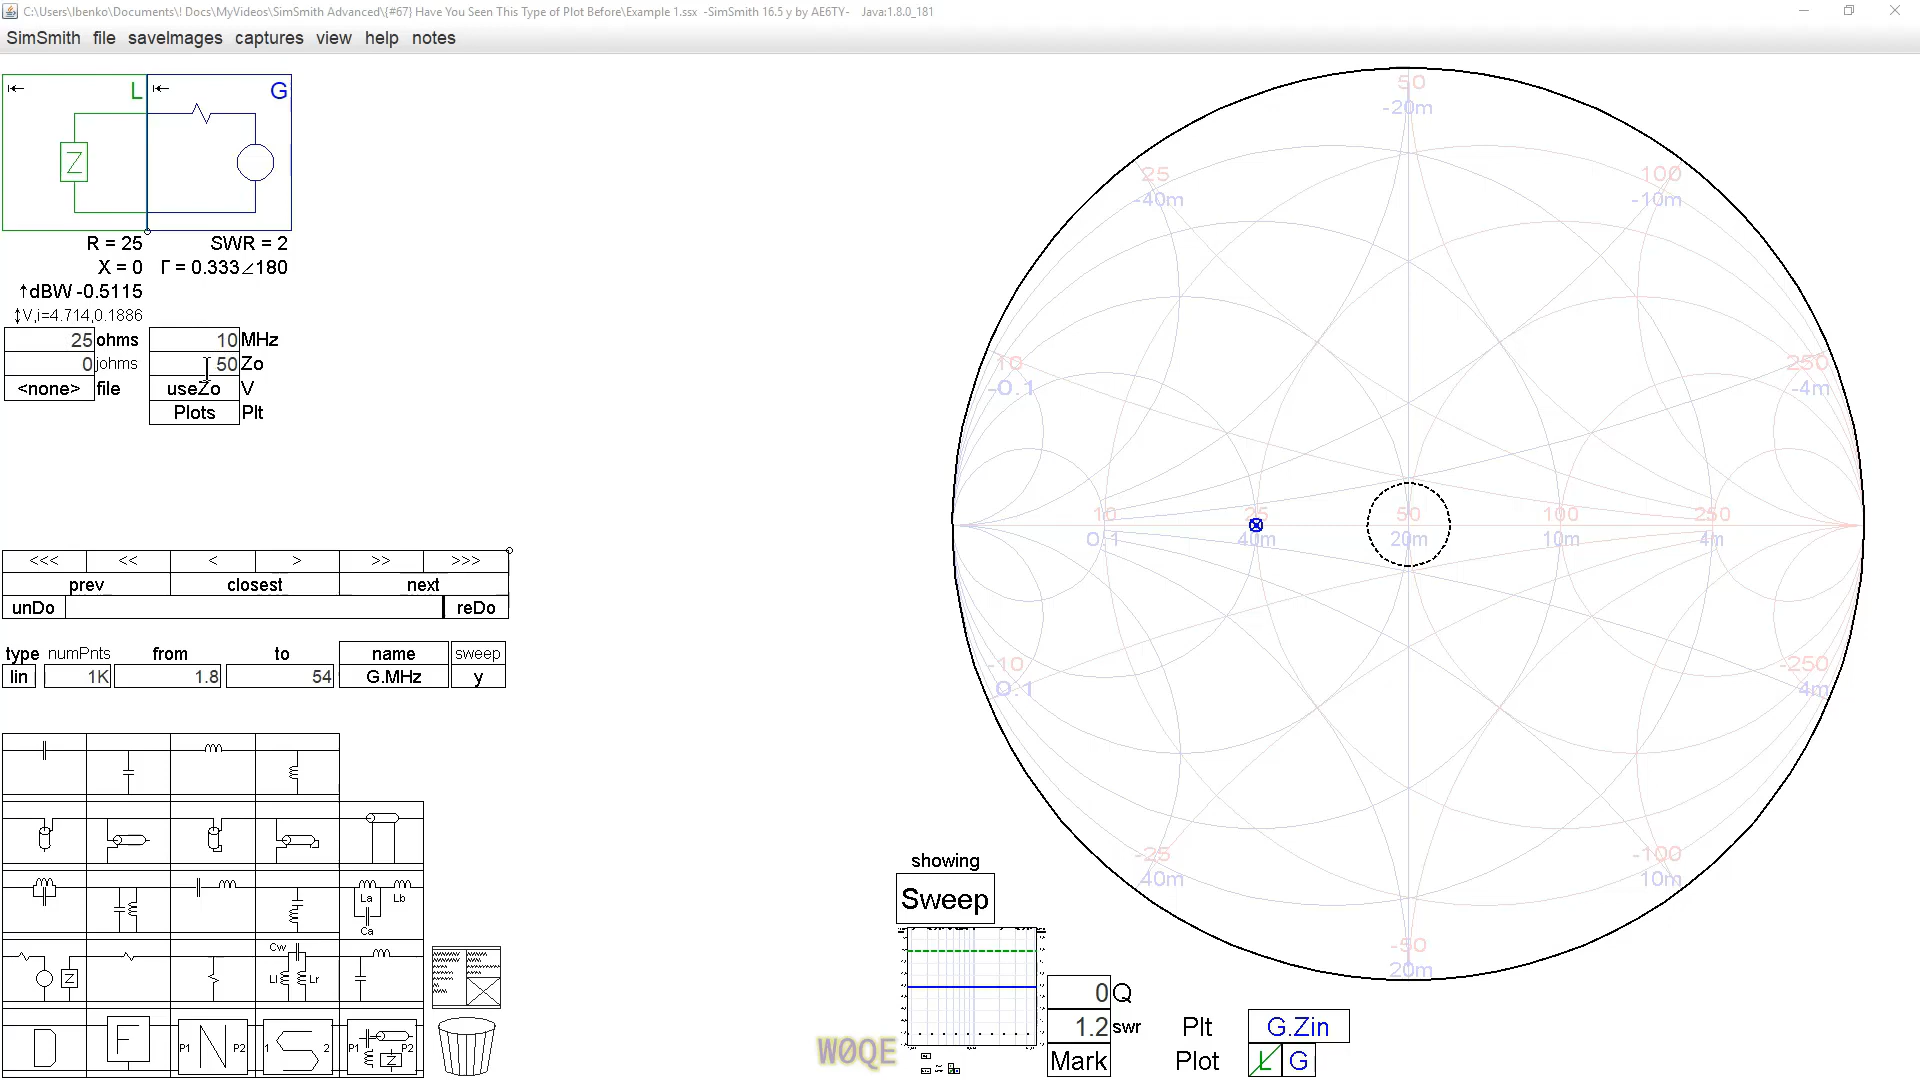 C:\Users\lbenko\Documents\! Docs\MyVideos\SimSmith Advanced\{#67} Have You Seen This Type of Plot Before\Example 1.ssx -SimSmith 16.5 y by AE6TY- Java:1.8.0_181
SimSmith file saveImages captures view help notes
L G
Z
R = 25 SWR = 2
X = 0 Γ = 0.333∠180
↑dBW -0.5115
↕V,i=4.714,0.1886
25 ohms 10 MHz
0 johms 50 Zo
<none> file useZo V
Plots Plt
<<< << < > >> >>>
prev closest next
unDo reDo
type numPnts from to name sweep
lin 1K 1.8 54 G.MHz y
La Lb
Ca
Cw
Z Ll Lr
D F P1 N P2 1 S 2 P1 P2
Z
50
-20m
25 100
-40m -10m
10 250
-0.1 -4m
10 25 50 100 250
0.1 40m 20m 10m 4m
-10 -250
0.1 4m
-25 -100
40m 10m
-50
20m
showing
Sweep
0 Q
1.2 swr
Mark
W0QE
Plt G.Zin
Plot L G